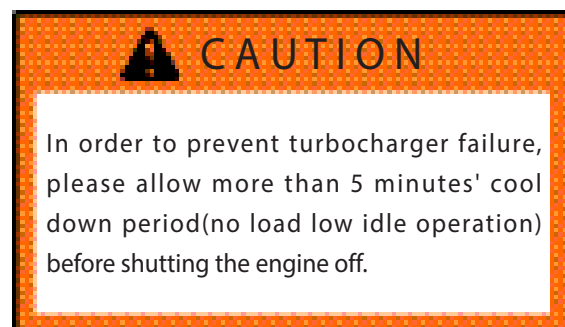 CAUTION
In order to prevent turbocharger failure,
please allow more than 5 minutes' cool
down period(no load low idle operation)
before shutting the engine off.